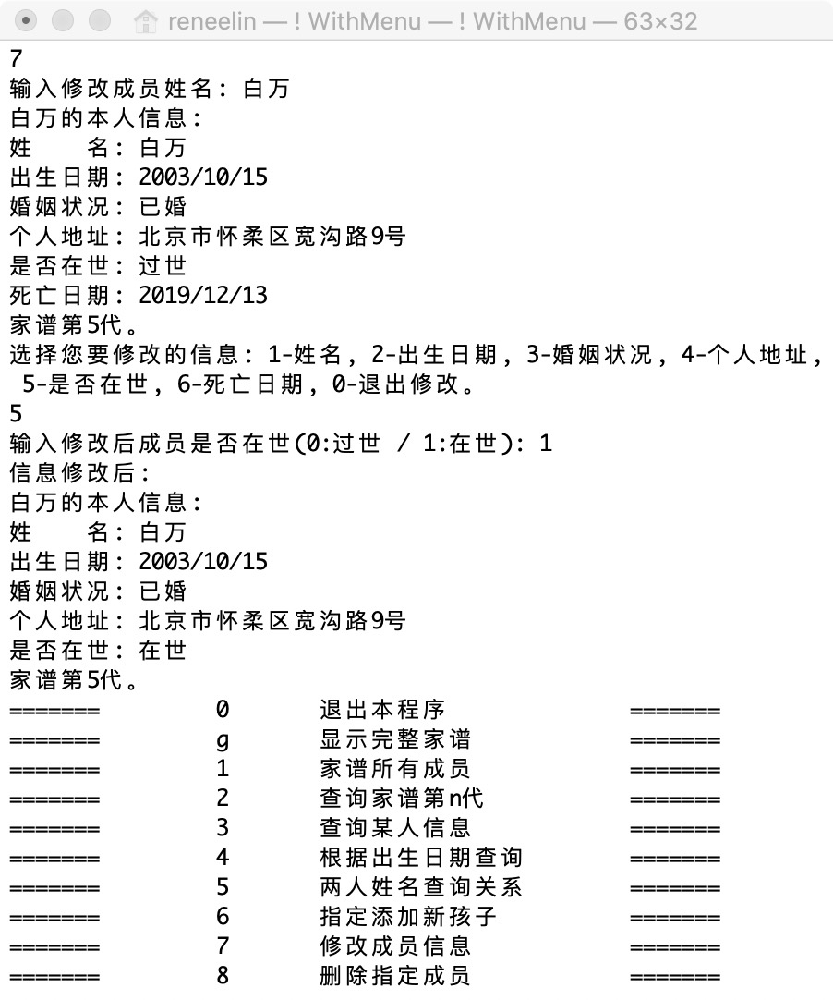 reneelin — ! WithMenu — ! WithMenu — 63×32
7
输入修改成员姓名: 白万
白万的本人信息:
姓    名: 白万
出生日期: 2003/10/15
婚姻状况: 已婚
个人地址: 北京市怀柔区宽沟路9号
是否在世: 过世
死亡日期: 2019/12/13
家谱第5代。
选择您要修改的信息: 1-姓名, 2-出生日期, 3-婚姻状况, 4-个人地址,
5-是否在世, 6-死亡日期, 0-退出修改。
5
输入修改后成员是否在世(0:过世 / 1:在世): 1
信息修改后:
白万的本人信息:
姓    名: 白万
出生日期: 2003/10/15
婚姻状况: 已婚
个人地址: 北京市怀柔区宽沟路9号
是否在世: 在世
家谱第5代。
=======         0       退出本程序              =======
=======         g       显示完整家谱            =======
=======         1       家谱所有成员            =======
=======         2       查询家谱第n代           =======
=======         3       查询某人信息            =======
=======         4       根据出生日期查询        =======
=======         5       两人姓名查询关系        =======
=======         6       指定添加新孩子          =======
=======         7       修改成员信息            =======
=======         8       删除指定成员            =======